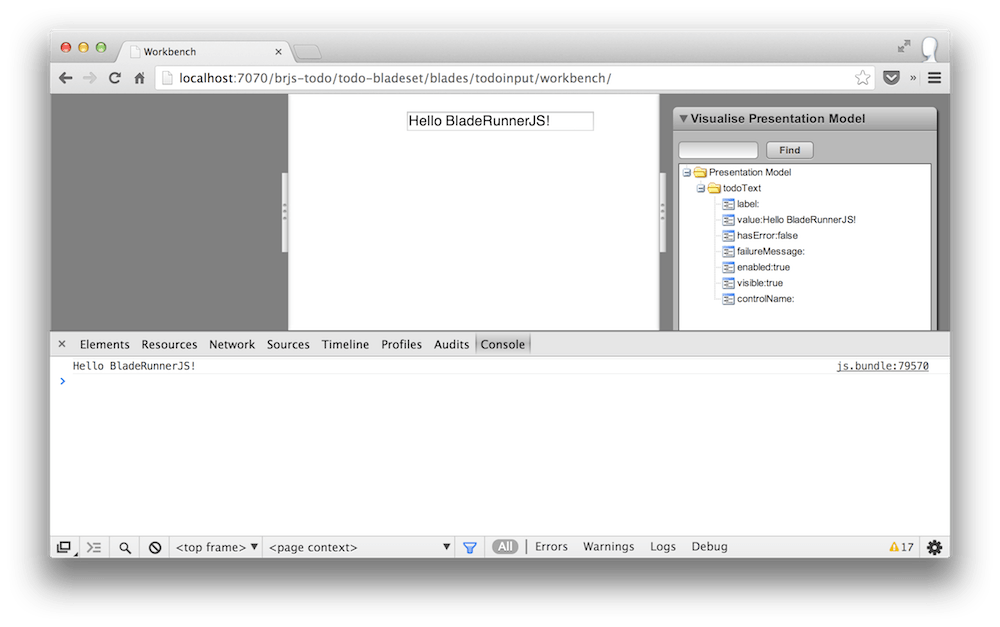 Workbench
localhost:7070/brjs-todo/todo-bladeset/blades/todoinput/workbench/
Hello BladeRunnerJS!
Visualise Presentation Model
Find
Presentation Model
todoText
label:
value:Hello BladeRunnerJS!
hasError:false
failureMessage:
enabled:true
visible:true
controlName:
Elements Resources Network Sources Timeline Profiles Audits Console
Hello BladeRunnerJS! js.bundle:79570
<top frame> <page context> All Errors Warnings Logs Debug 17